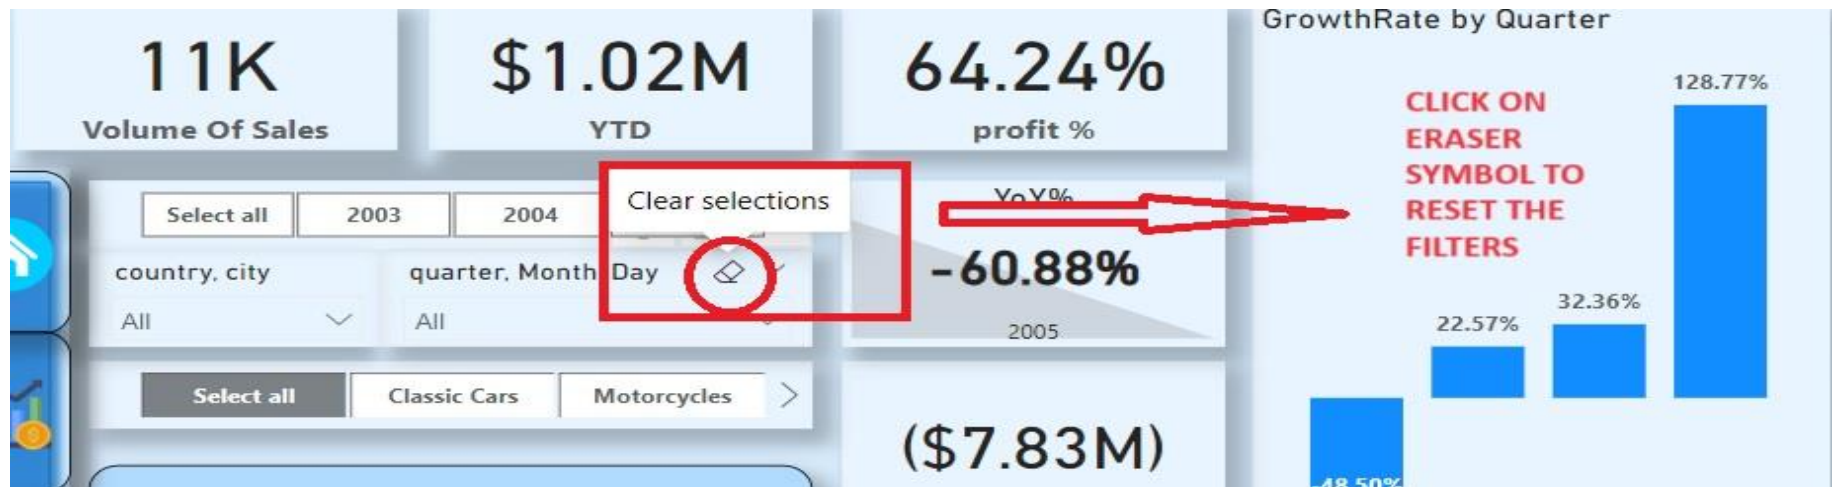 11K
Volume Of Sales
$1.02M
YTD
64.24%
profit %
GrowthRate by Quarter
128.77%
CLICK ON
ERASER
SYMBOL TO
RESET THE
FILTERS
32.36%
22.57%
-48.50%
Select all
2003
2004
Clear selections
YoY%
-60.88%
2005
country, city
All
quarter, Month, Day
All
Select all
Classic Cars
Motorcycles
($7.83M)